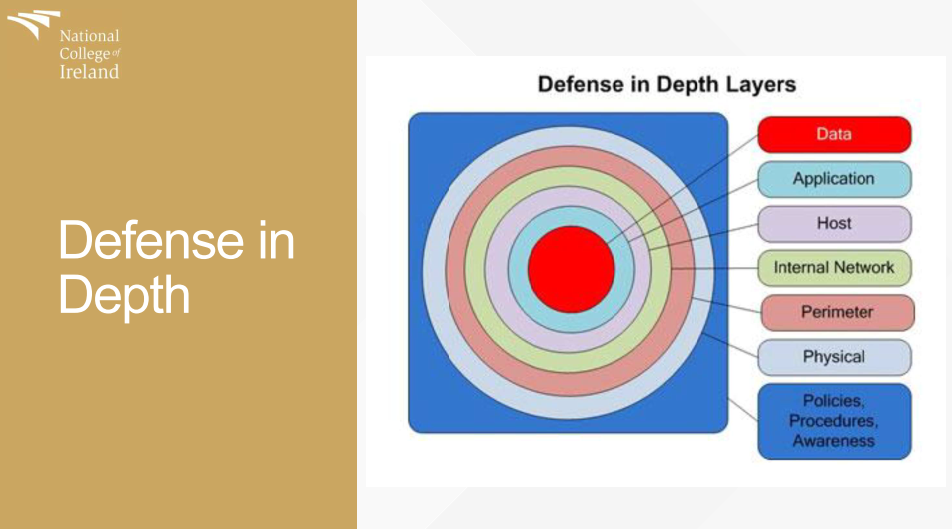 National
College of
Ireland
Defense in
Depth
Defense in Depth Layers
Data
Application
Host
Internal Network
Perimeter
Physical
Policies,
Procedures,
Awareness